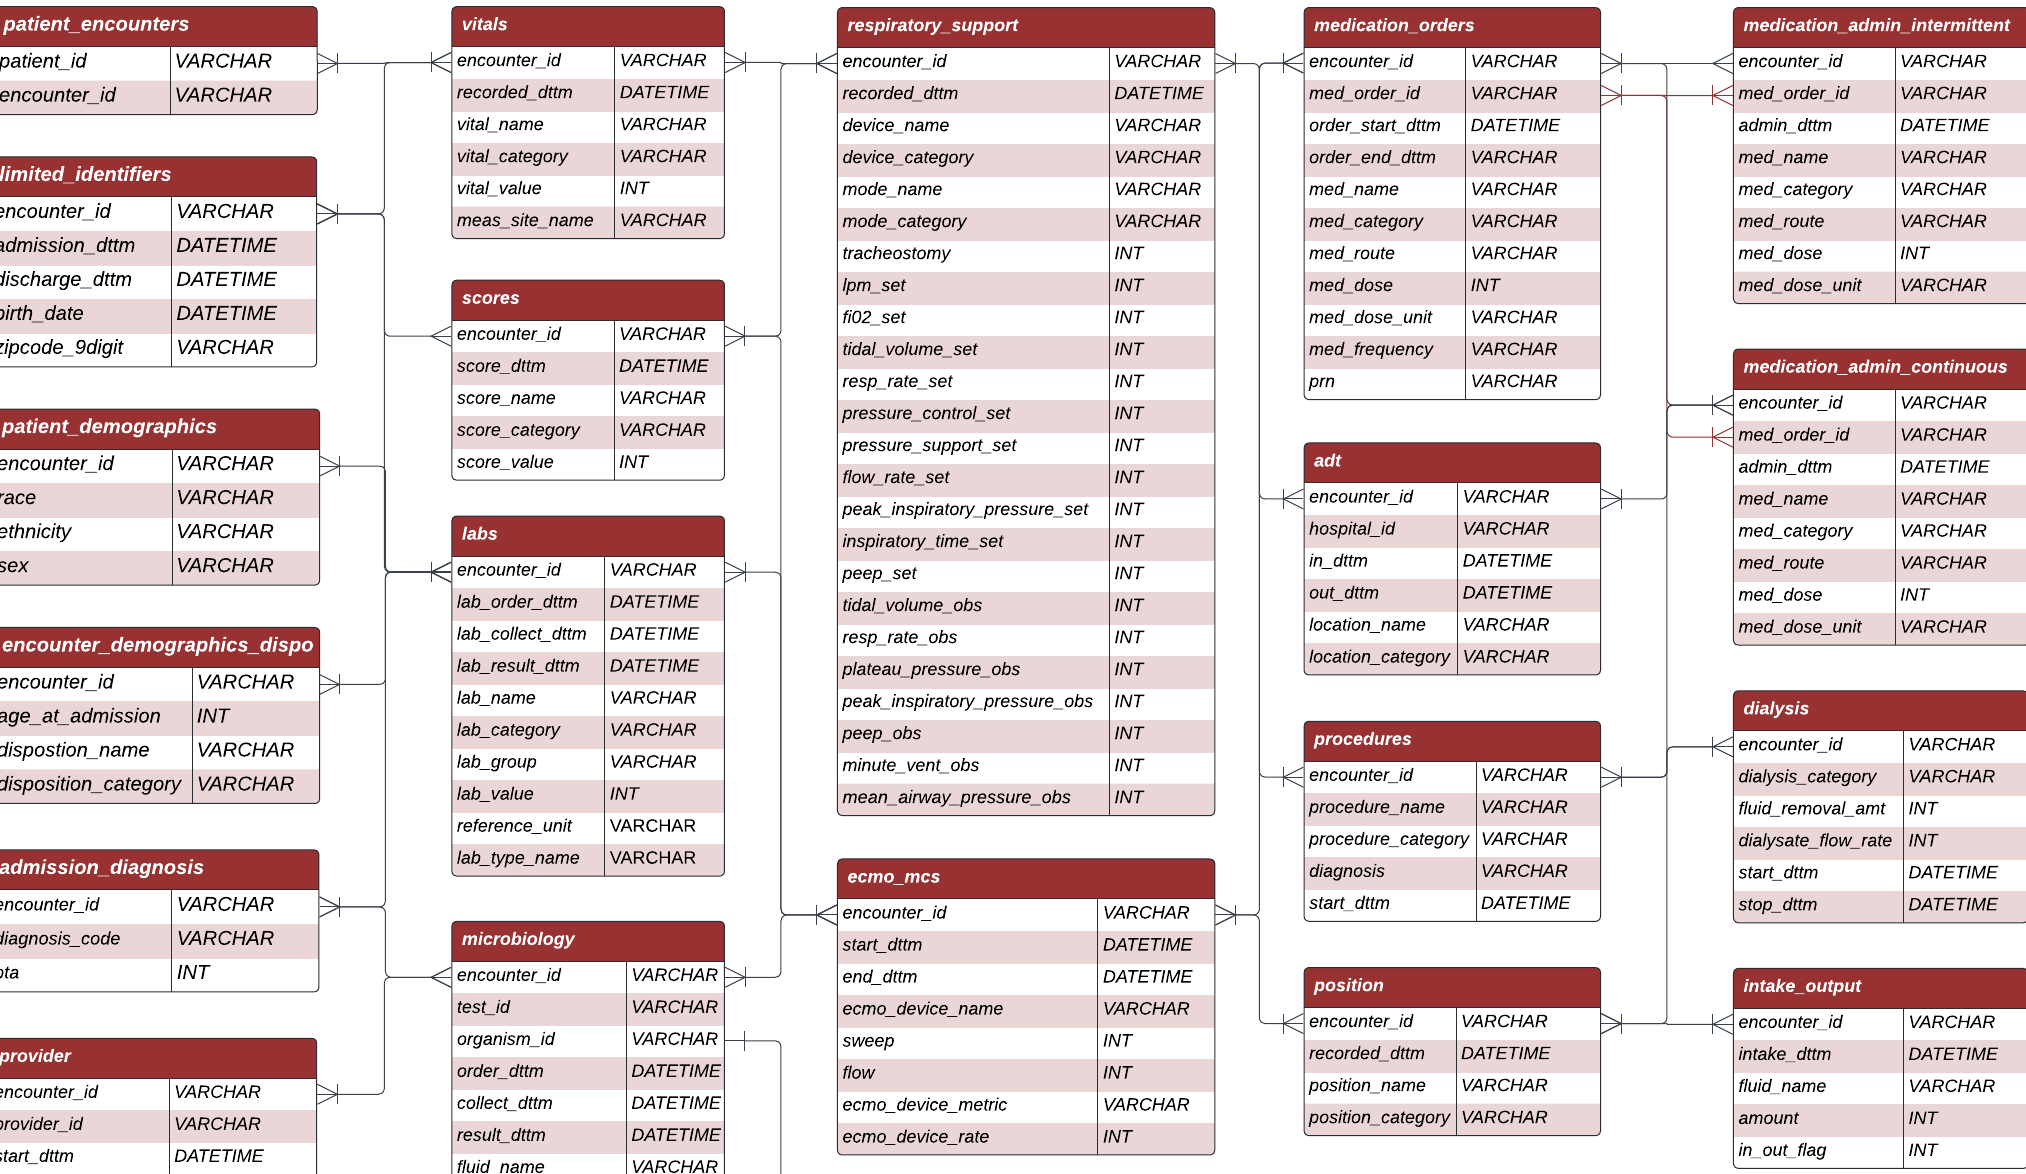 patient_encounters
patient_id VARCHAR
encounter_id VARCHAR
limited_identifiers
encounter_id VARCHAR
admission_dttm DATETIME
discharge_dttm DATETIME
birth_date DATETIME
zipcode_9digit VARCHAR
patient_demographics
encounter_id VARCHAR
race VARCHAR
ethnicity VARCHAR
sex VARCHAR
encounter_demographics_dispo
encounter_id VARCHAR
age_at_admission INT
dispostion_name VARCHAR
disposition_category VARCHAR
admission_diagnosis
encounter_id VARCHAR
diagnosis_code VARCHAR
INT
provider
encounter_id VARCHAR
provider_id VARCHAR
start_dttm DATETIME
vitals
encounter_id VARCHAR
recorded_dttm DATETIME
vital_name VARCHAR
vital_category VARCHAR
vital_value INT
meas_site_name VARCHAR
scores
encounter_id VARCHAR
score_dttm DATETIME
score_name VARCHAR
score_category VARCHAR
score_value INT
labs
encounter_id VARCHAR
lab_order_dttm DATETIME
lab_collect_dttm DATETIME
lab_result_dttm DATETIME
lab_name VARCHAR
lab_category VARCHAR
lab_group VARCHAR
lab_value INT
reference_unit VARCHAR
lab_type_name VARCHAR
microbiology
encounter_id VARCHAR
test_id VARCHAR
organism_id VARCHAR
order_dttm DATETIME
collect_dttm DATETIME
result_dttm DATETIME
fluid_name VARCHAR
respiratory_support
encounter_id VARCHAR
recorded_dttm DATETIME
device_name VARCHAR
device_category VARCHAR
mode_name VARCHAR
mode_category VARCHAR
tracheostomy INT
lpm_set INT
fi02_set INT
tidal_volume_set INT
resp_rate_set INT
pressure_control_set INT
pressure_support_set INT
flow_rate_set INT
peak_inspiratory_pressure_set INT
inspiratory_time_set INT
peep_set INT
tidal_volume_obs INT
resp_rate_obs INT
plateau_pressure_obs INT
peak_inspiratory_pressure_obs INT
peep_obs INT
minute_vent_obs INT
mean_airway_pressure_obs INT
ecmo_mcs
encounter_id VARCHAR
start_dttm DATETIME
end_dttm DATETIME
ecmo_device_name VARCHAR
sweep INT
flow INT
ecmo_device_metric VARCHAR
ecmo_device_rate INT
medication_orders
encounter_id VARCHAR
med_order_id VARCHAR
order_start_dttm DATETIME
order_end_dttm VARCHAR
med_name VARCHAR
med_category VARCHAR
med_route VARCHAR
med_dose INT
med_dose_unit VARCHAR
med_frequency VARCHAR
prn VARCHAR
adt
encounter_id VARCHAR
hospital_id VARCHAR
in_dttm DATETIME
out_dttm DATETIME
location_name VARCHAR
location_category VARCHAR
procedures
encounter_id VARCHAR
procedure_name VARCHAR
procedure_category VARCHAR
diagnosis VARCHAR
start_dttm DATETIME
position
encounter_id VARCHAR
recorded_dttm DATETIME
position_name VARCHAR
position_category VARCHAR
medication_admin_intermittent
encounter_id VARCHAR
med_order_id VARCHAR
admin_dttm DATETIME
med_name VARCHAR
med_category VARCHAR
med_route VARCHAR
med_dose INT
med_dose_unit VARCHAR
medication_admin_continuous
encounter_id VARCHAR
med_order_id VARCHAR
admin_dttm DATETIME
med_name VARCHAR
med_category VARCHAR
med_route VARCHAR
med_dose INT
med_dose_unit VARCHAR
dialysis
encounter_id VARCHAR
dialysis_category VARCHAR
fluid_removal_amt INT
dialysate_flow_rate INT
start_dttm DATETIME
stop_dttm DATETIME
intake_output
encounter_id VARCHAR
intake_dttm DATETIME
fluid_name VARCHAR
amount INT
in_out_flag INT